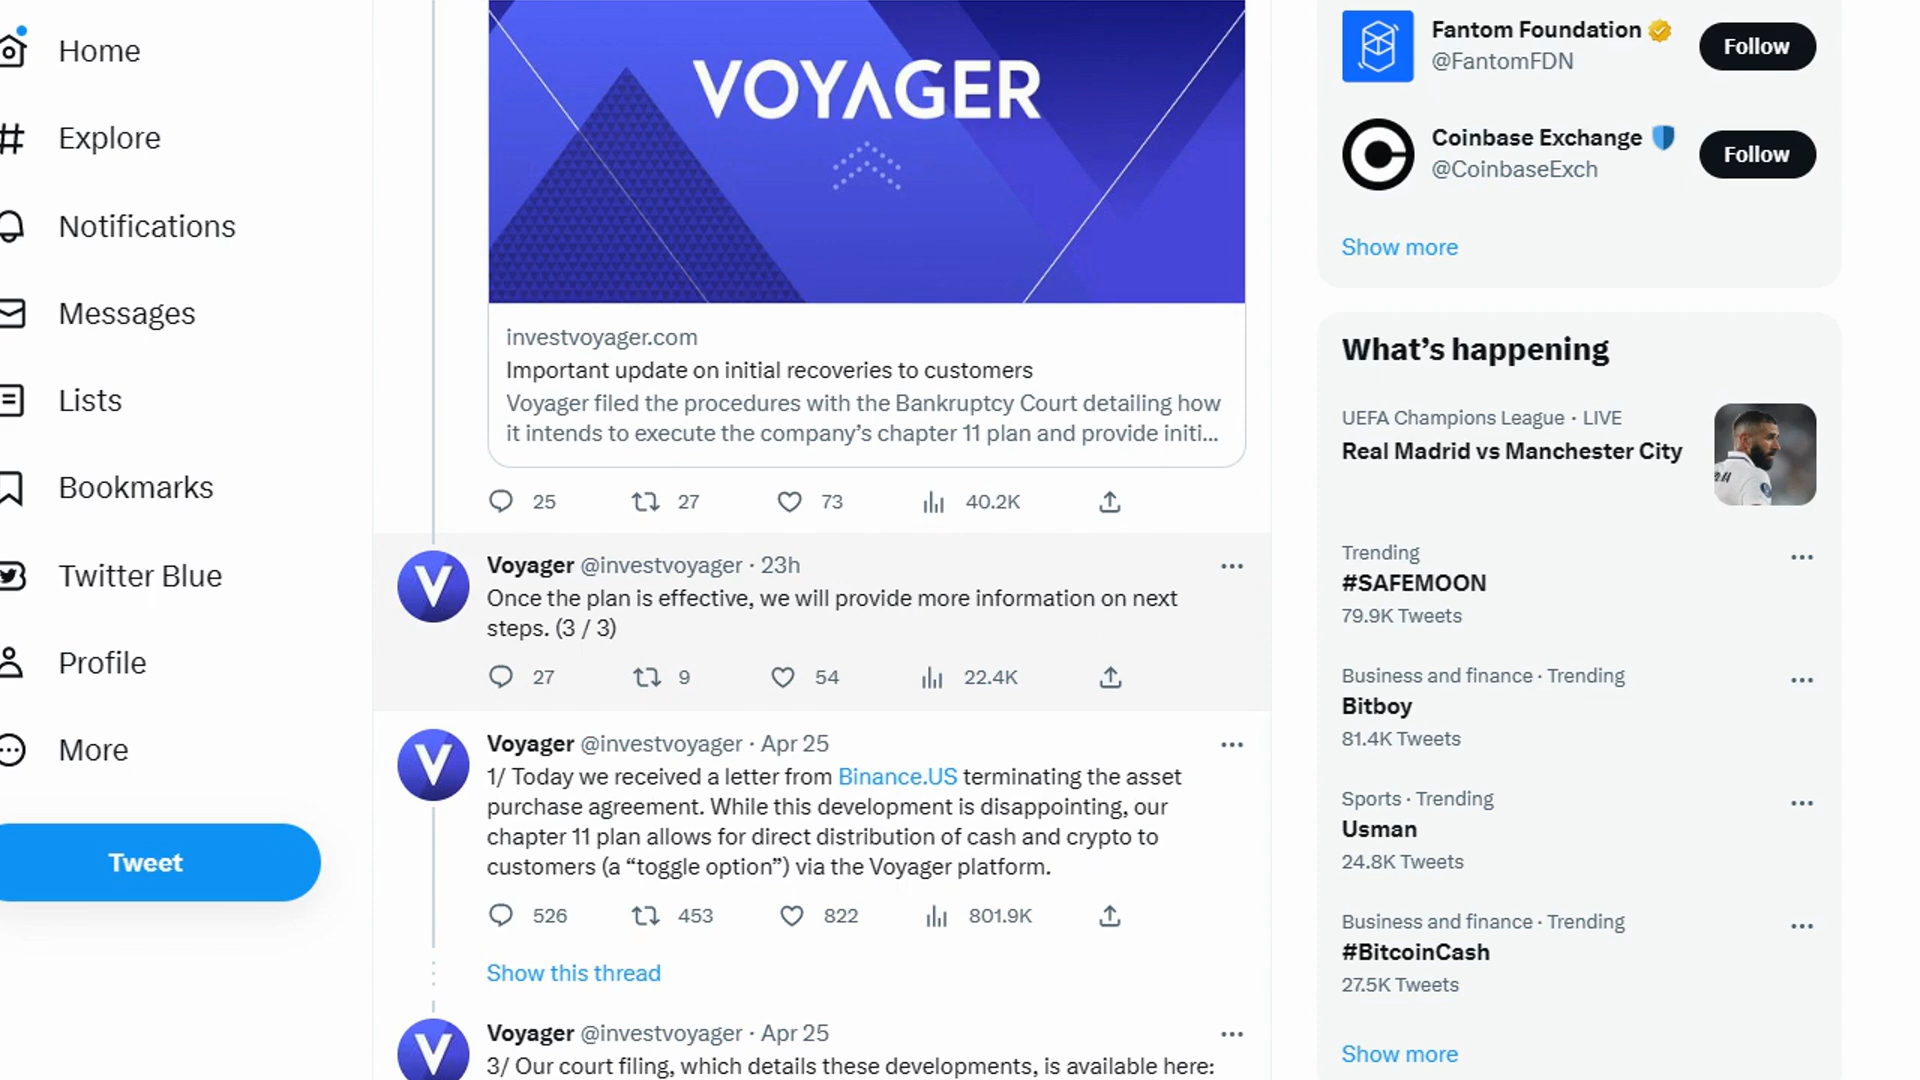 Home
Explore
Notifications
Messages
Lists
Bookmarks
Twitter Blue
Profile
More
Tweet
VOYAGER
investvoyager.com
Important update on initial recoveries to customers
Voyager filed the procedures with the Bankruptcy Court detailing how
it intends to execute the company’s chapter 11 plan and provide initi...
25 27 73 40.2K
Voyager @investvoyager · 23h
Once the plan is effective, we will provide more information on next
steps. (3 / 3)
27 9 54 22.4K
Voyager @investvoyager · Apr 25
1/ Today we received a letter from Binance.US terminating the asset
purchase agreement. While this development is disappointing, our
chapter 11 plan allows for direct distribution of cash and crypto to
customers (a “toggle option”) via the Voyager platform.
526 453 822 801.9K
Show this thread
Voyager @investvoyager · Apr 25
3/ Our court filing, which details these developments, is available here:
Fantom Foundation
@FantomFDN
Follow
Coinbase Exchange
@CoinbaseExch
Follow
Show more
What’s happening
UEFA Champions League · LIVE
Real Madrid vs Manchester City
Trending
#SAFEMOON
79.9K Tweets
Business and finance · Trending
Bitboy
81.4K Tweets
Sports · Trending
Usman
24.8K Tweets
Business and finance · Trending
#BitcoinCash
27.5K Tweets
Show more